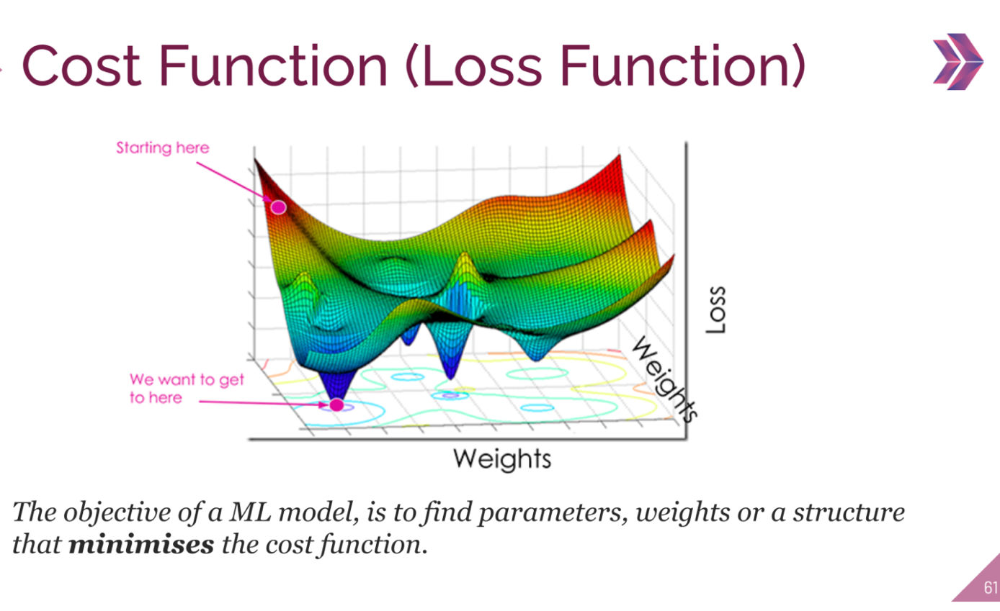 Cost Function (Loss Function)
Starting here
Loss
Weights
We want to get
to here
Weights
The objective of a ML model, is to find parameters, weights or a structure
that minimises the cost function.
61